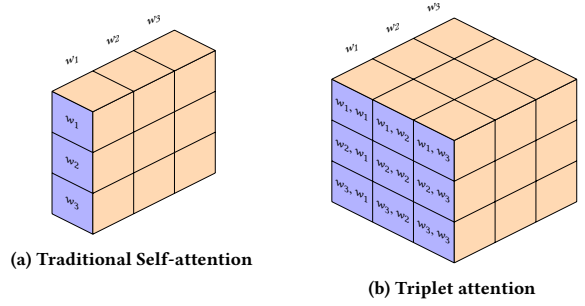 w1 w2 w3
w1
w2
w3
(a) Traditional Self-attention
w1 w2 w3
w1, w1 w1, w2 w1, w3
w2, w1 w2, w2 w2, w3
w3, w1 w3, w2 w3, w3
(b) Triplet attention